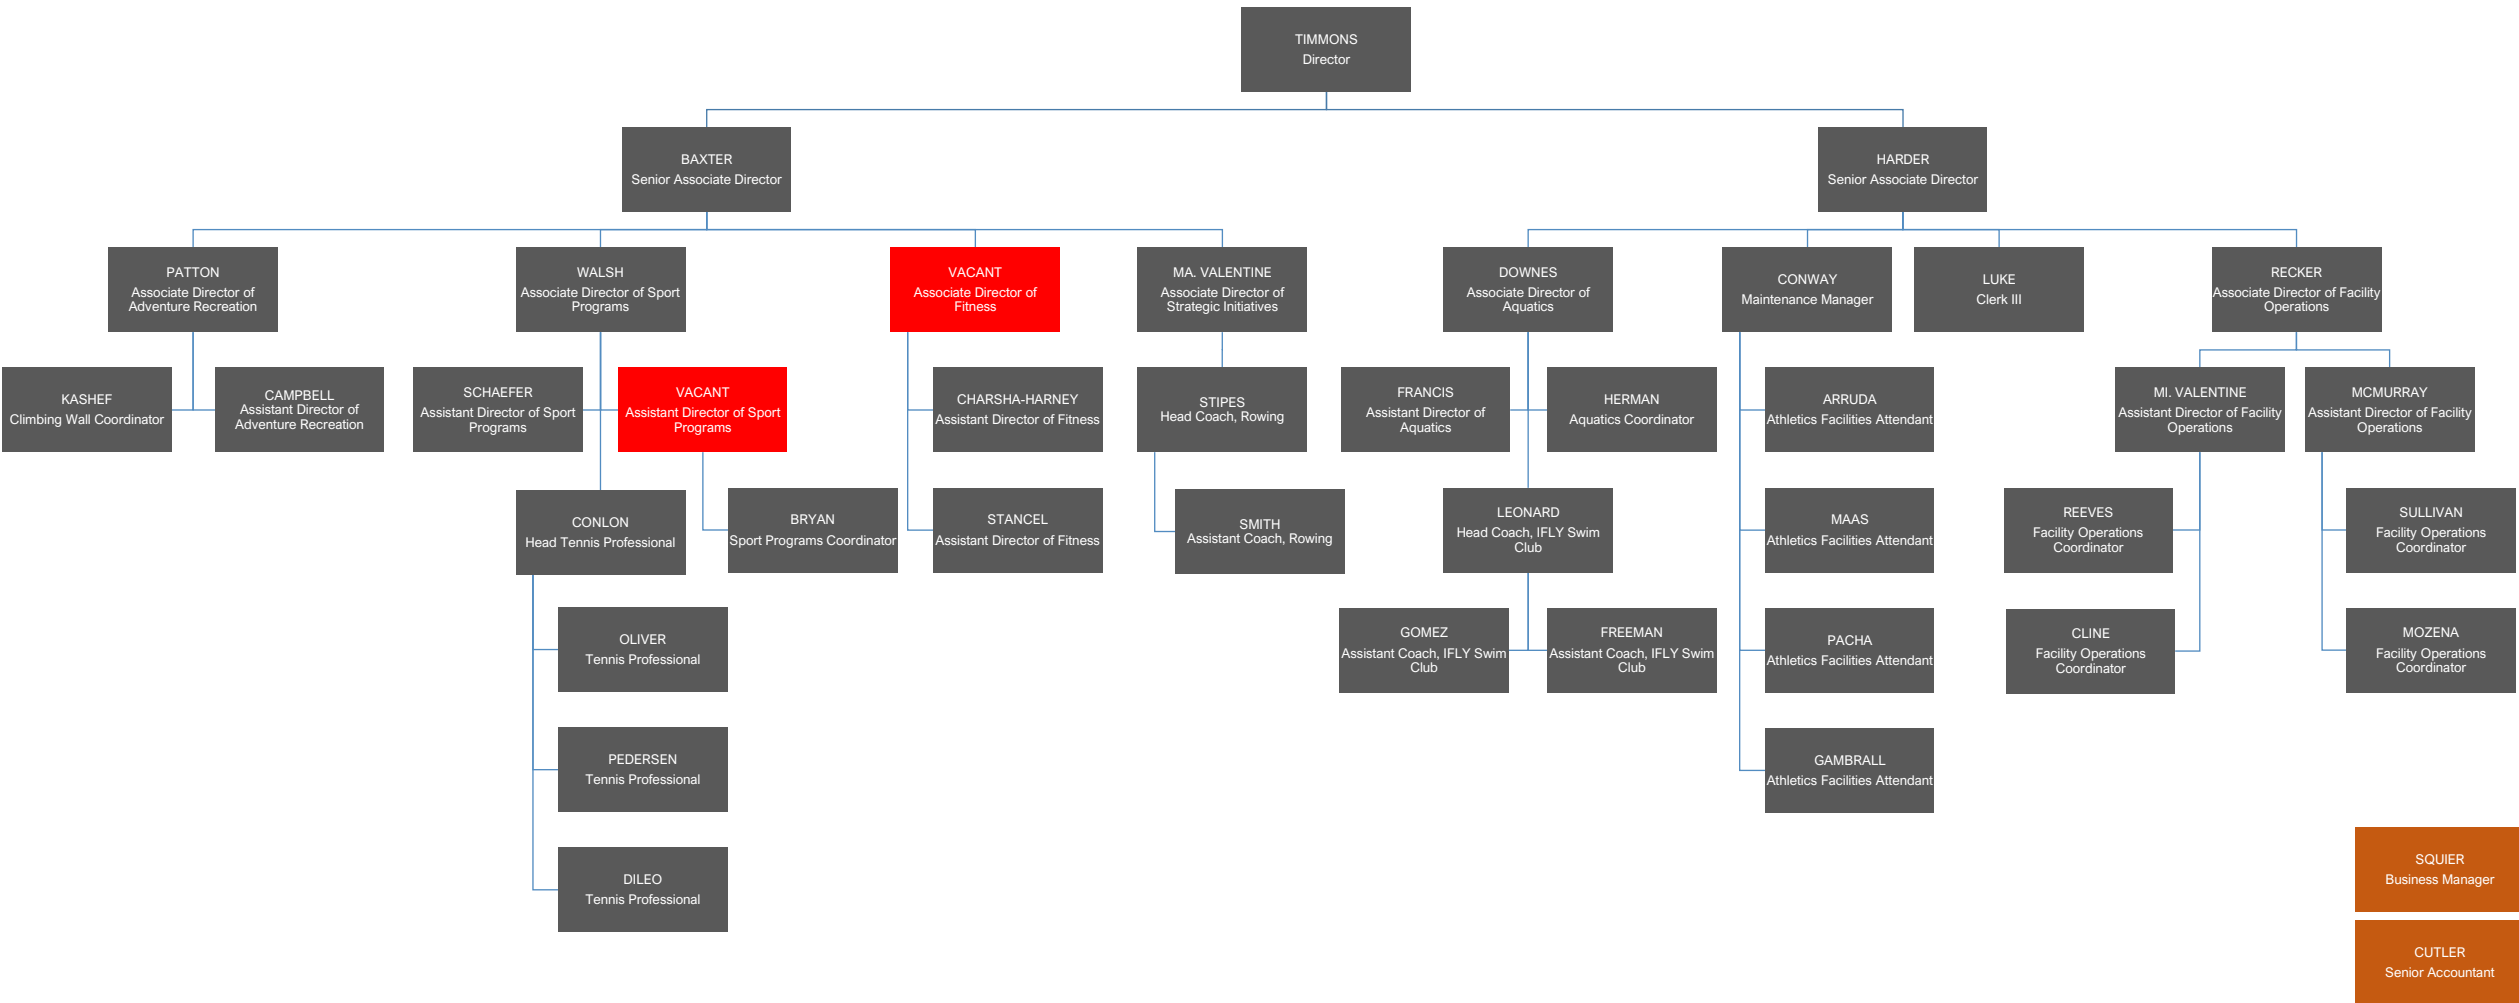 TIMMONS
Director
BAXTER
Senior Associate Director
HARDER
Senior Associate Director
PATTON
Associate Director of
Adventure Recreation
WALSH
Associate Director of Sport
Programs
VACANT
Associate Director of
Fitness
MA. VALENTINE
Associate Director of
Strategic Initiatives
DOWNES
Associate Director of
Aquatics
CONWAY
Maintenance Manager
LUKE
Clerk III
RECKER
Associate Director of Facility
Operations
KASHEF
Climbing Wall Coordinator
CAMPBELL
Assistant Director of
Adventure Recreation
SCHAEFER
Assistant Director of Sport
Programs
VACANT
Assistant Director of Sport
Programs
CHARSHA-HARNEY
Assistant Director of Fitness
STIPES
Head Coach, Rowing
FRANCIS
Assistant Director of
Aquatics
HERMAN
Aquatics Coordinator
ARRUDA
Athletics Facilities Attendant
MI. VALENTINE
Assistant Director of Facility
Operations
MCMURRAY
Assistant Director of Facility
Operations
CONLON
Head Tennis Professional
BRYAN
Sport Programs Coordinator
STANCEL
Assistant Director of Fitness
SMITH
Assistant Coach, Rowing
LEONARD
Head Coach, IFLY Swim
Club
MAAS
Athletics Facilities Attendant
REEVES
Facility Operations
Coordinator
SULLIVAN
Facility Operations
Coordinator
OLIVER
Tennis Professional
GOMEZ
Assistant Coach, IFLY Swim
Club
FREEMAN
Assistant Coach, IFLY Swim
Club
PACHA
Athletics Facilities Attendant
CLINE
Facility Operations
Coordinator
MOZENA
Facility Operations
Coordinator
PEDERSEN
Tennis Professional
GAMBRALL
Athletics Facilities Attendant
DILEO
Tennis Professional
SQUIER
Business Manager
CUTLER
Senior Accountant